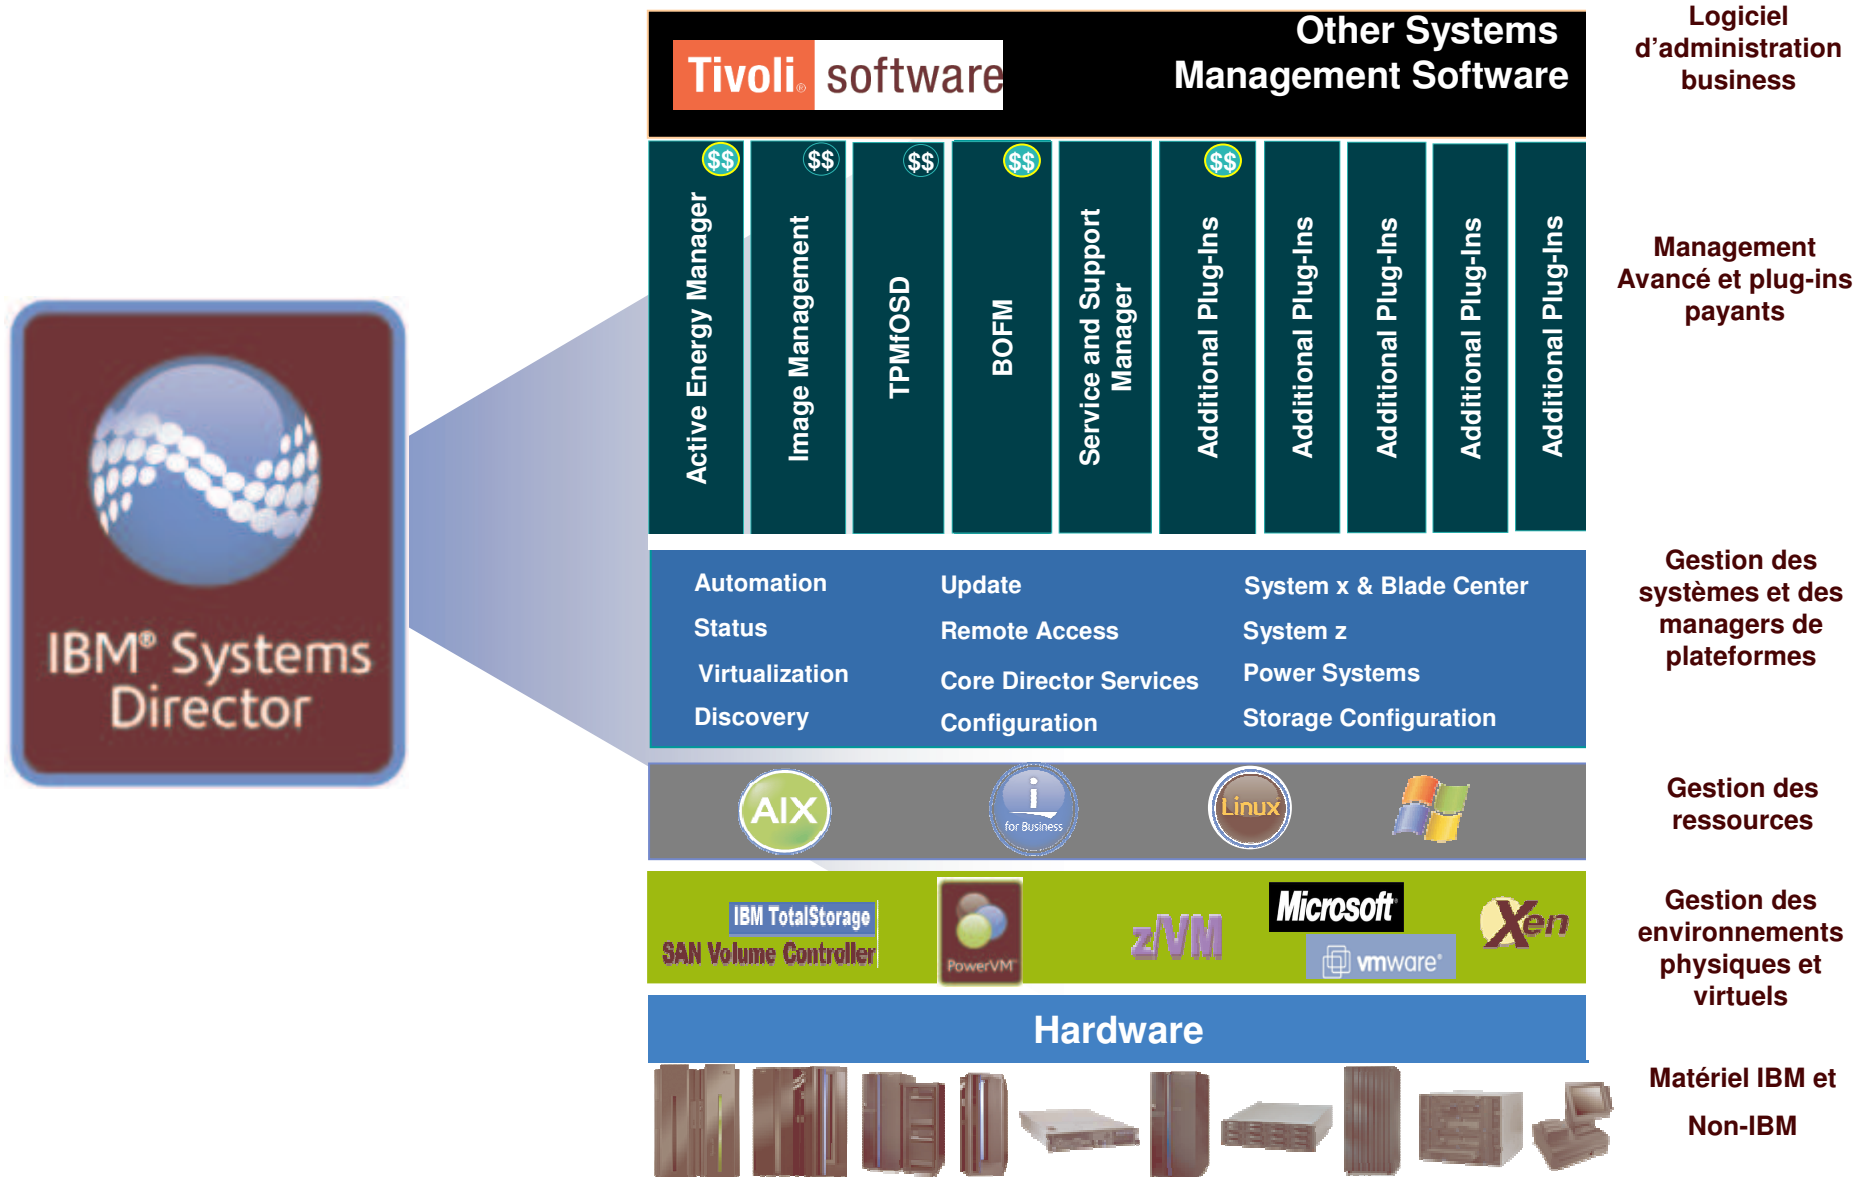 IBM® Systems
Director
Tivoli® software
Other Systems
Management Software
Logiciel
d’administration
business
$$
Active Energy Manager
$$
Image Management
$$
TPMfOSD
$$
BOFM
Service and Support
Manager
$$
Additional Plug-Ins
Additional Plug-Ins
Additional Plug-Ins
Additional Plug-Ins
Additional Plug-Ins
Management
Avancé et plug-ins
payants
Automation
Status
Virtualization
Discovery
Update
Remote Access
Core Director Services
Configuration
System x & Blade Center
System z
Power Systems
Storage Configuration
Gestion des
systèmes et des
managers de
plateformes
AIX
i
for Business
Linux
Gestion des
ressources
IBM TotalStorage
SAN Volume Controller
PowerVM™
z/VM
Microsoft®
vmware®
Xen
Gestion des
environnements
physiques et
virtuels
Hardware
Matériel IBM et
Non-IBM